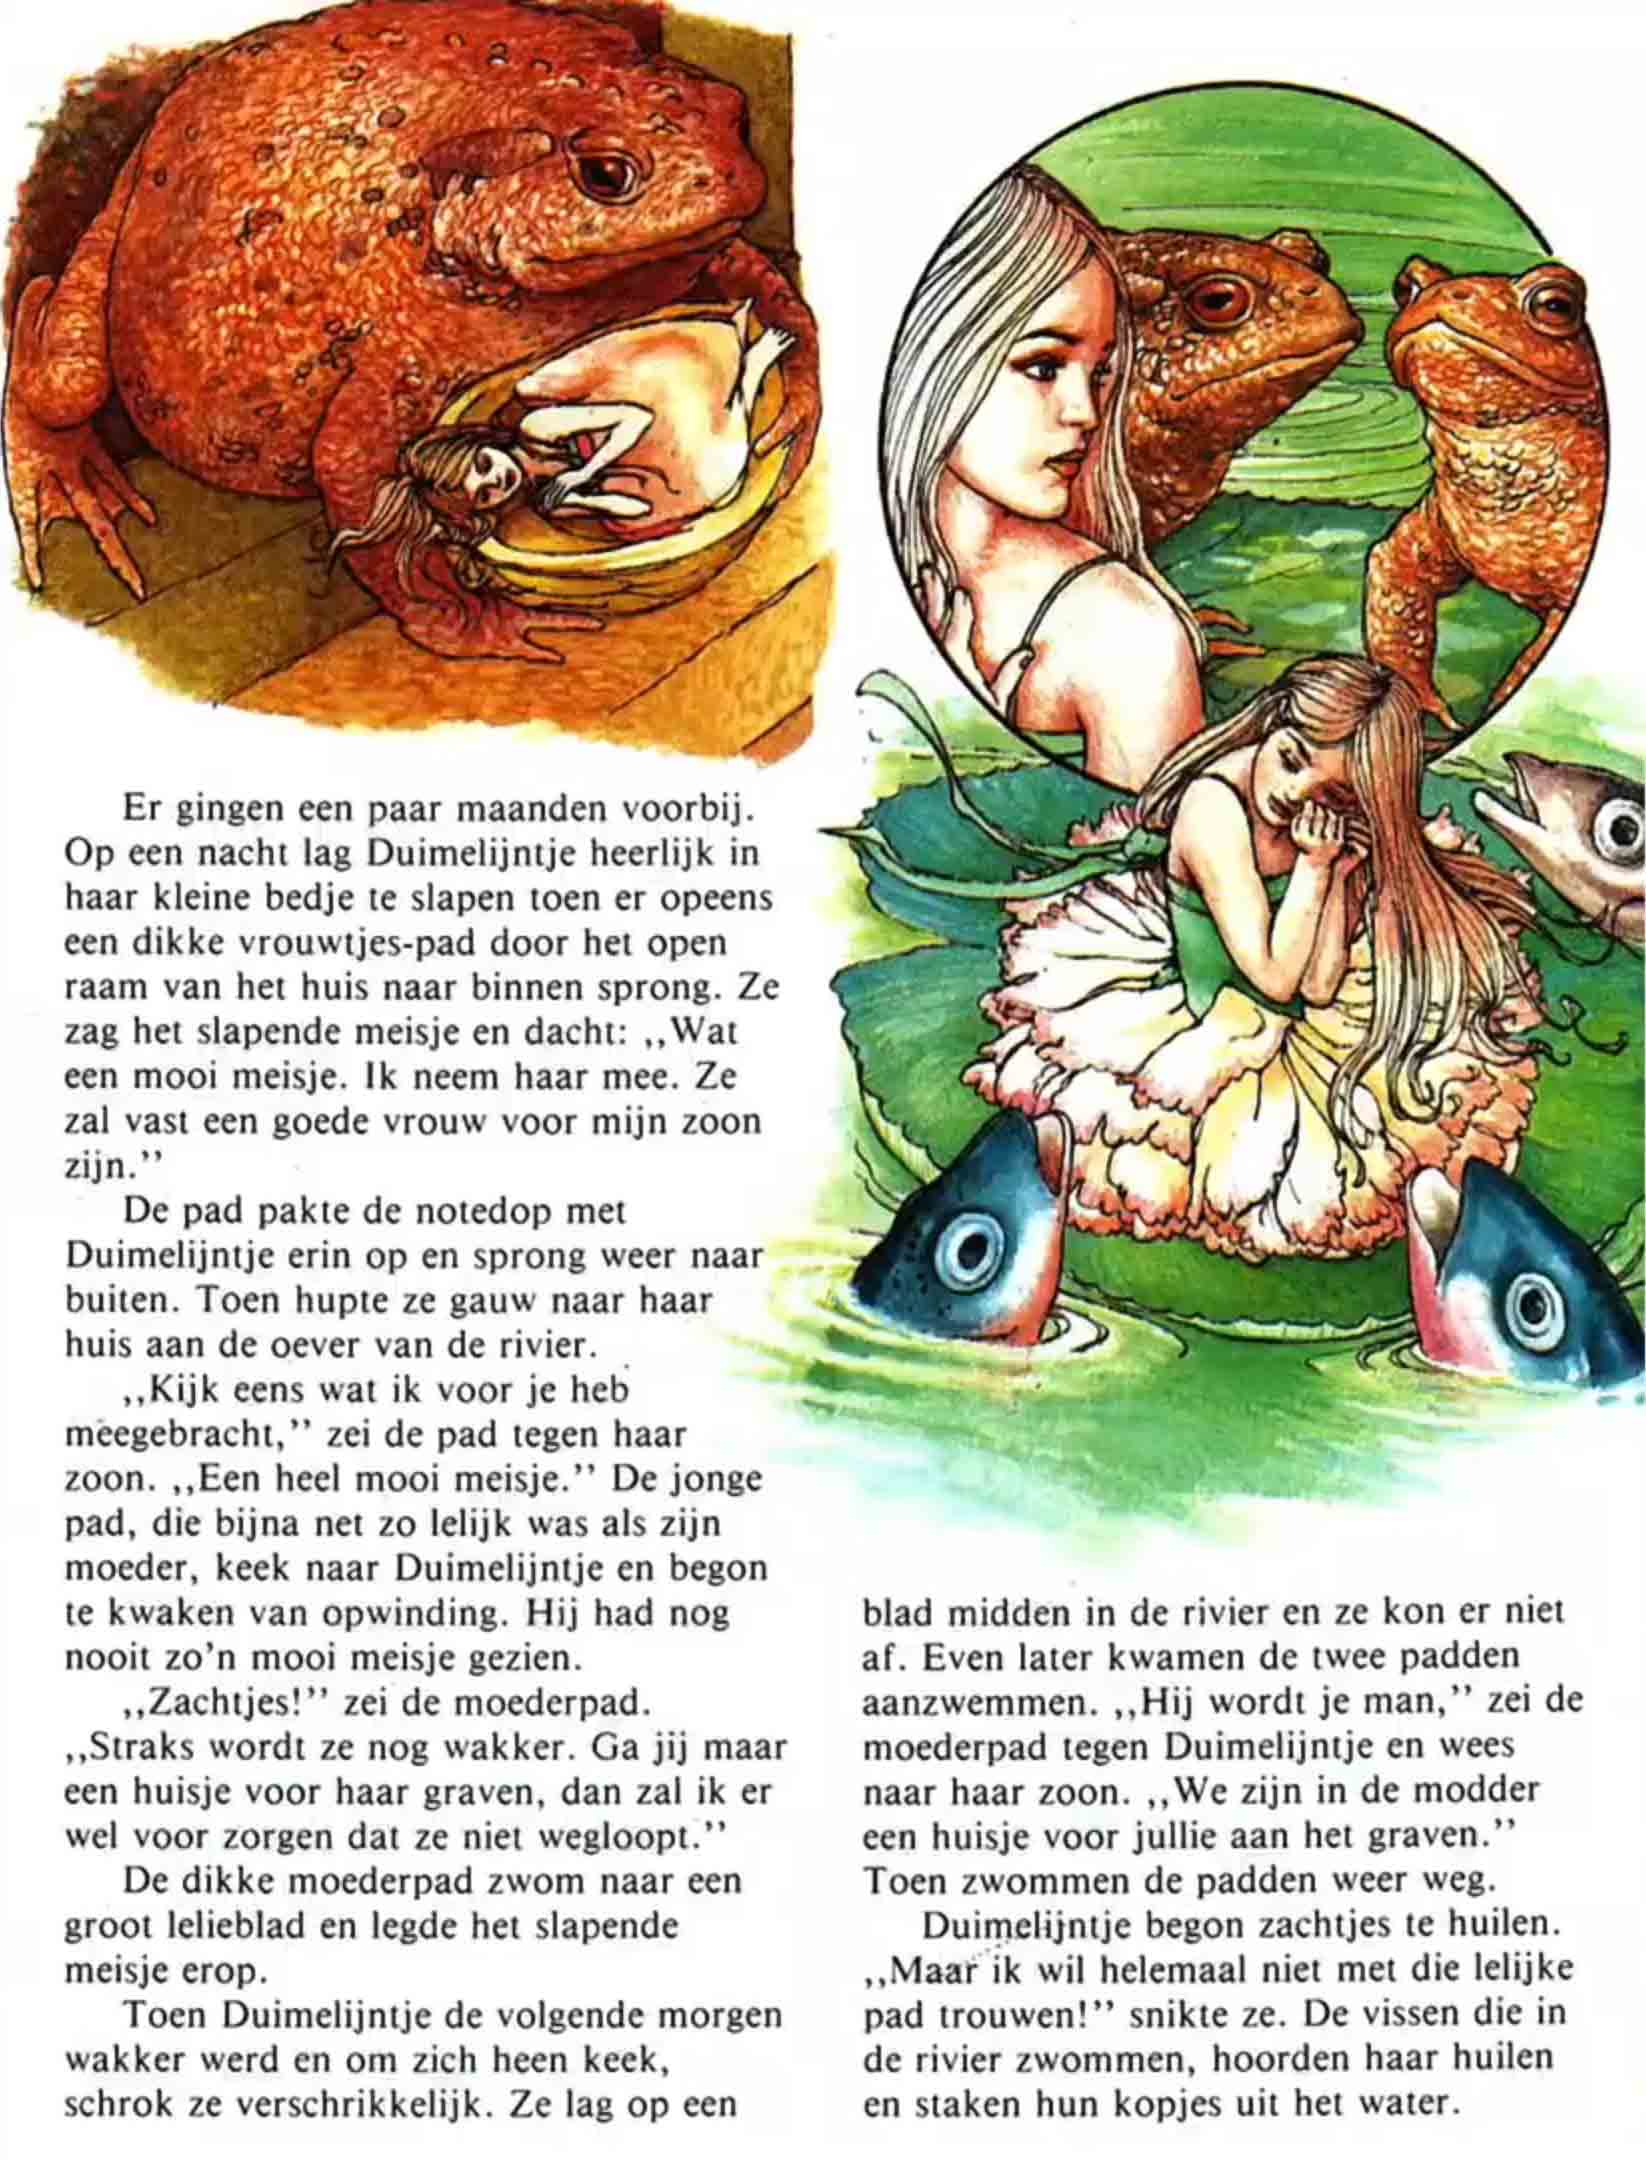 Er gingen een paar maanden voorbij.
Op een nacht lag Duimelijntje heerlijk in
haar kleine bedje te slapen toen er opeens
een dikke vrouwtjes-pad door het open
raam van het huis naar binnen sprong. Ze
zag het slapende meisje en dacht: ,,Wat
een mooi meisje. Ik neem haar mee. Ze
zal vast een goede vrouw voor mijn zoon
zijn.’’
De pad pakte de notedop met
Duimelijntje erin op en sprong weer naar
buiten. Toen hupte ze gauw naar haar
huis aan de oever van de rivier.
,,Kijk eens wat ik voor je heb
meegebracht,’’ zei de pad tegen haar
zoon. ,,Een heel mooi meisje.’’ De jonge
pad, die bijna net zo lelijk was als zijn
moeder, keek naar Duimelijntje en begon
te kwaken van opwinding. Hij had nog
nooit zo’n mooi meisje gezien.
,,Zachtjes!’’ zei de moederpad.
,,Straks wordt ze nog wakker. Ga jij maar
een huisje voor haar graven, dan zal ik er
wel voor zorgen dat ze niet wegloopt.’’
De dikke moederpad zwom naar een
groot lelieblad en legde het slapende
meisje erop.
Toen Duimelijntje de volgende morgen
wakker werd en om zich heen keek,
schrok ze verschrikkelijk. Ze lag op een
blad midden in de rivier en ze kon er niet
af. Even later kwamen de twee padden
aanzwemmen. ,,Hij wordt je man,’’ zei de
moederpad tegen Duimelijntje en wees
naar haar zoon. ,,We zijn in de modder
een huisje voor jullie aan het graven.’’
Toen zwommen de padden weer weg.
Duimelijntje begon zachtjes te huilen.
,,Maar ik wil helemaal niet met die lelijke
pad trouwen!’’ snikte ze. De vissen die in
de rivier zwommen, hoorden haar huilen
en staken hun kopjes uit het water.